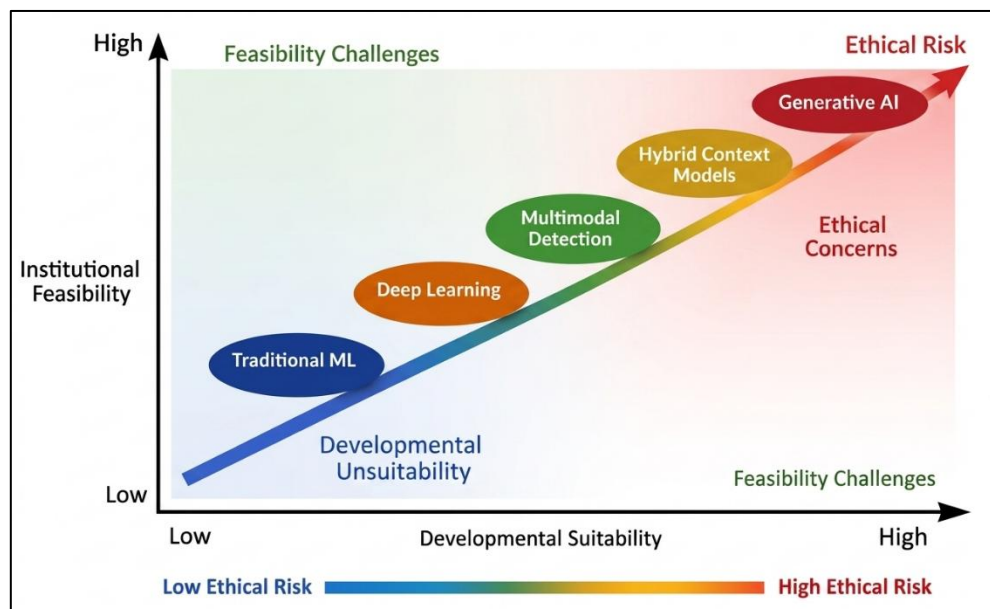 High
Feasibility Challenges
Ethical Risk
Generative AI
Hybrid Context
Models
Multimodal
Detection
Ethical
Concerns
Institutional
Feasibility
Deep Learning
Traditional ML
Developmental
Unsuitability
Feasibility Challenges
Low
Low
Developmental Suitability
High
Low Ethical Risk
High Ethical Risk